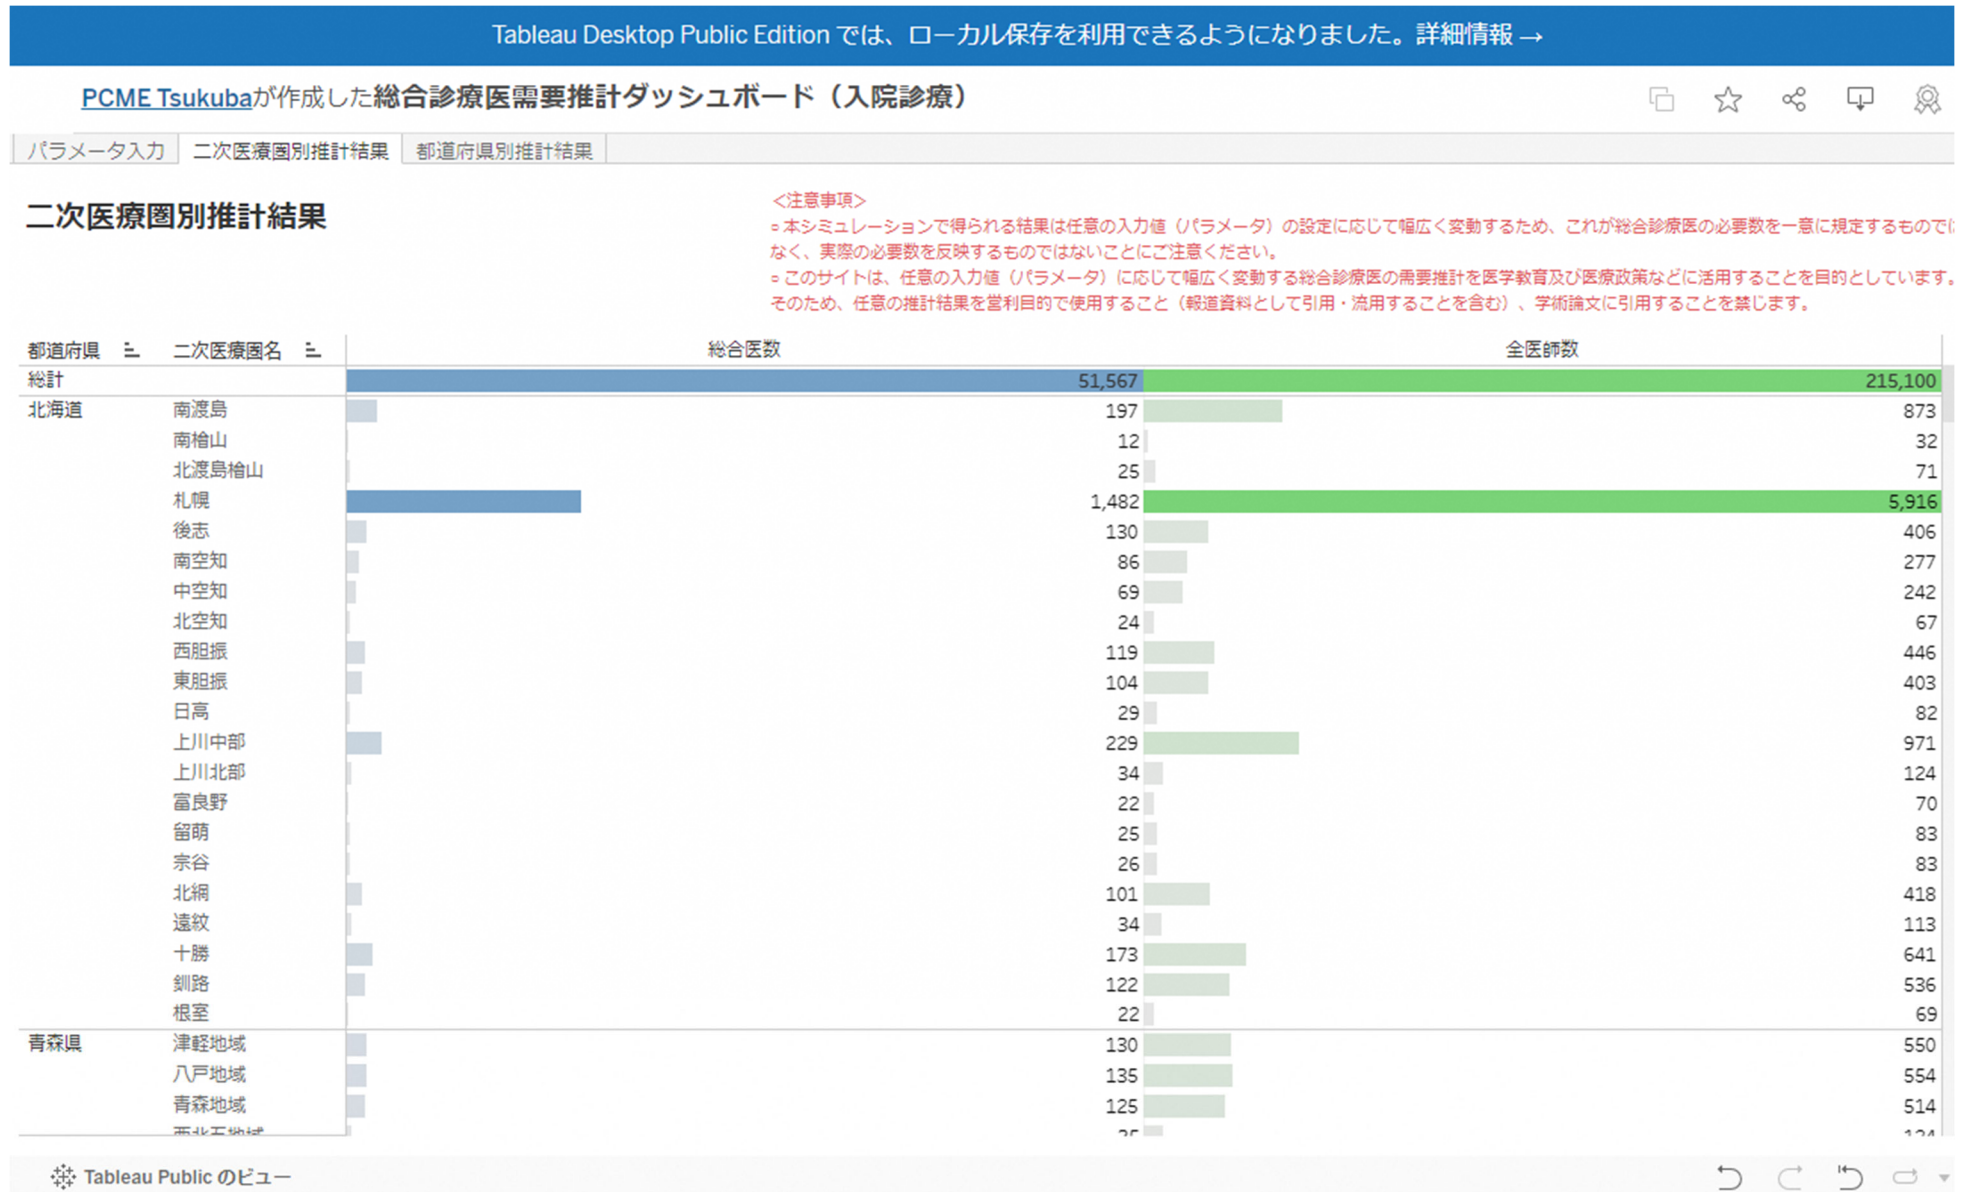 Tableau Desktop Public Edition では、ローカル保存を利用できるようになりました。詳細情報 →
PCME Tsukubaが作成した総合診療医需要推計ダッシュボード（入院診療）
パラメータ入力 二次医療圏別推計結果 都道府県別推計結果
二次医療圏別推計結果
＜注意事項＞
▫ 本シミュレーションで得られる結果は任意の入力値（パラメータ）の設定に応じて幅広く変動するため、これが総合診療医の必要数を一意に規定するもので
なく、実際の必要数を反映するものではないことにご注意ください。
▫ このサイトは、任意の入力値（パラメータ）に応じて幅広く変動する総合診療医の需要推計を医学教育及び医療政策などに活用することを目的としています。
そのため、任意の推計結果を営利目的で使用すること（報道資料として引用・流用することを含む）、学術論文に引用することを禁じます。
都道府県 二次医療圏名 総合医数 全医師数
総計 51,567 215,100
北海道 南渡島 197 873
南檜山 12 32
北渡島檜山 25 71
札幌 1,482 5,916
後志 130 406
南空知 86 277
中空知 69 242
北空知 24 67
西胆振 119 446
東胆振 104 403
日高 29 82
上川中部 229 971
上川北部 34 124
富良野 22 70
留萌 25 83
宗谷 26 83
北網 101 418
遠紋 34 113
十勝 173 641
釧路 122 536
根室 22 69
青森県 津軽地域 130 550
八戸地域 135 554
青森地域 125 514
Tableau Public のビュー